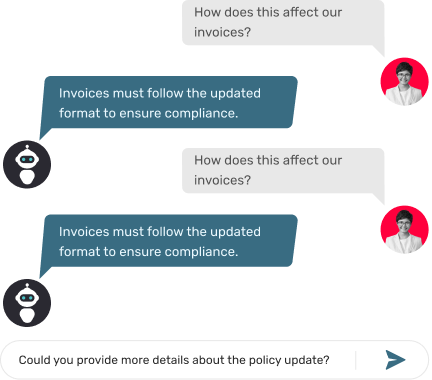 How does this affect our
invoices?
Invoices must follow the updated
format to ensure compliance.
How does this affect our
invoices?
Invoices must follow the updated
format to ensure compliance.
Could you provide more details about the policy update?